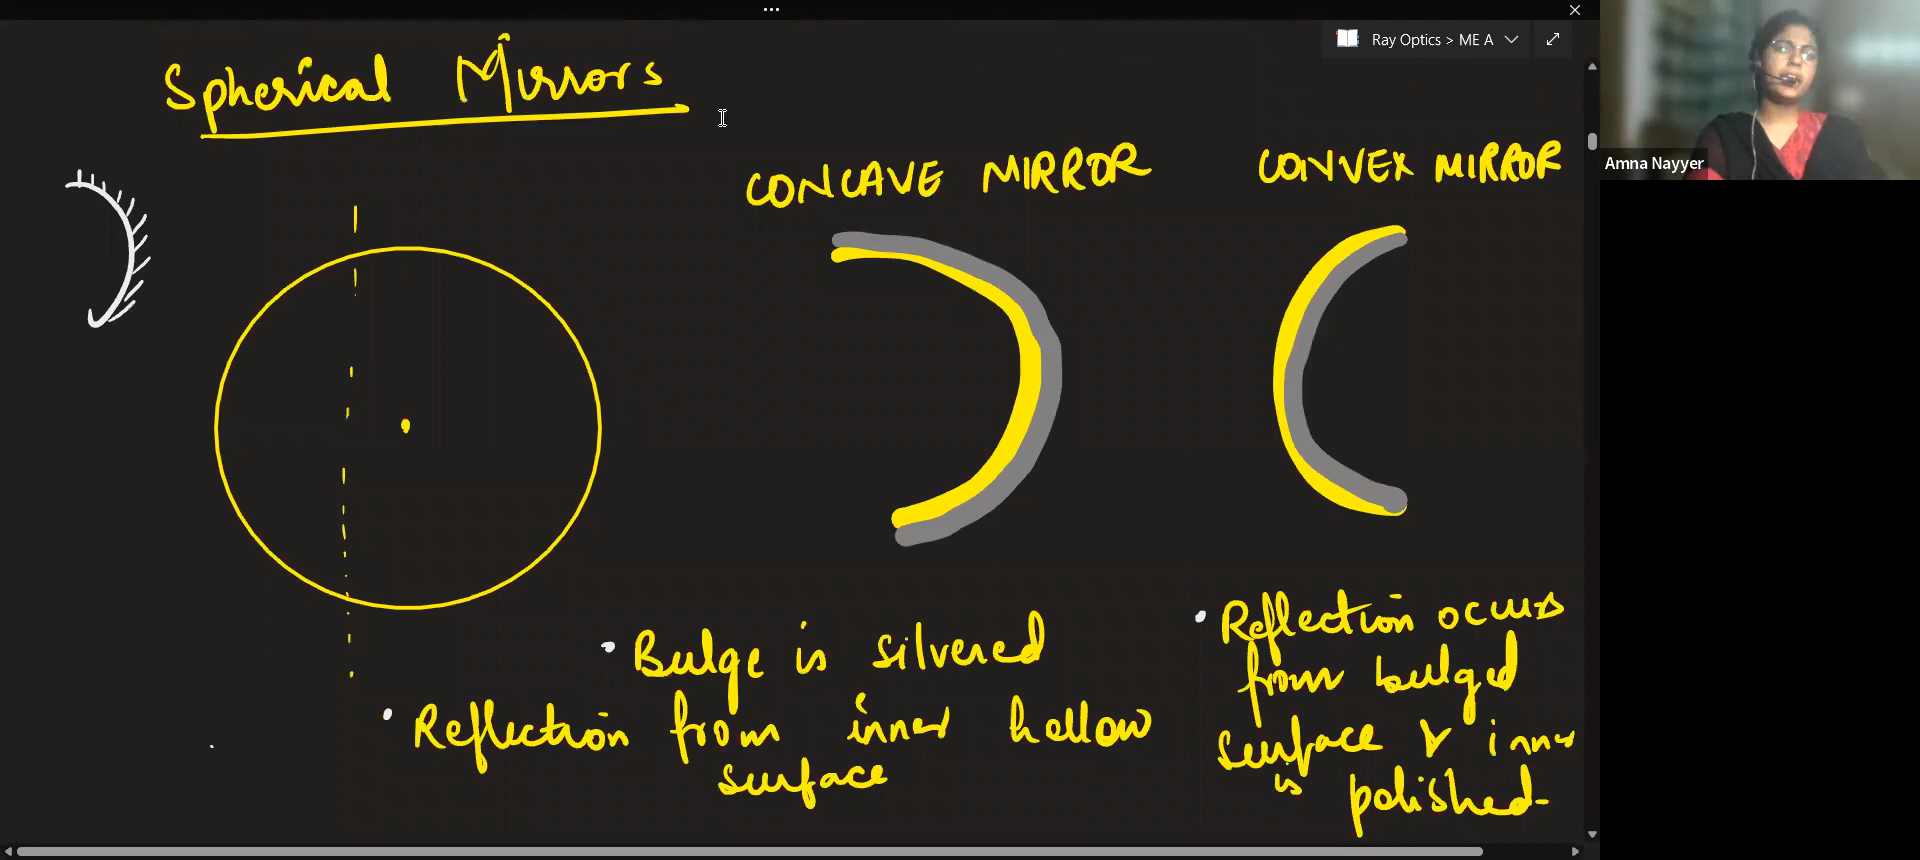 Ray Optics > ME A
Spherical Mirrors
Amna Nayyer
CONCAVE MIRROR
CONVEX MIRROR
• Bulge is silvered
• Reflection from inner hollow
surface
• Reflection occurs
from bulged
surface & inner
is polished-